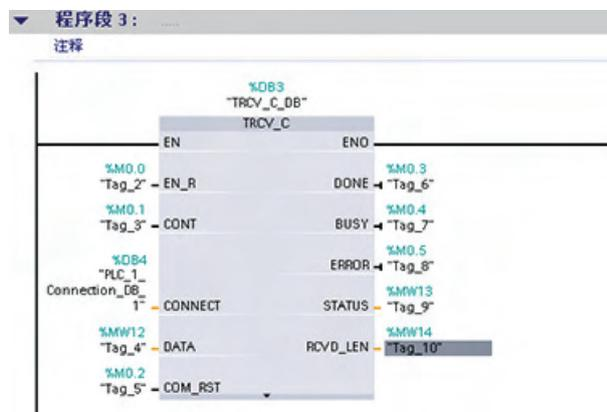 程序段 3: .....
注释
%DB3
"TRCV_C_DB"
TRCV_C
EN ENO
%M0.0 %M0.3
"Tag_2" EN_R DONE "Tag_6"
%M0.1 %M0.4
"Tag_3" CONT BUSY "Tag_7"
%DB4 %M0.5
"PLC_1_ ERROR "Tag_8"
Connection_DB_ %MW13
1" CONNECT STATUS "Tag_9"
%MW12 %MW14
"Tag_4" DATA RCVD_LEN "Tag_10"
%M0.2
"Tag_5" COM_RST